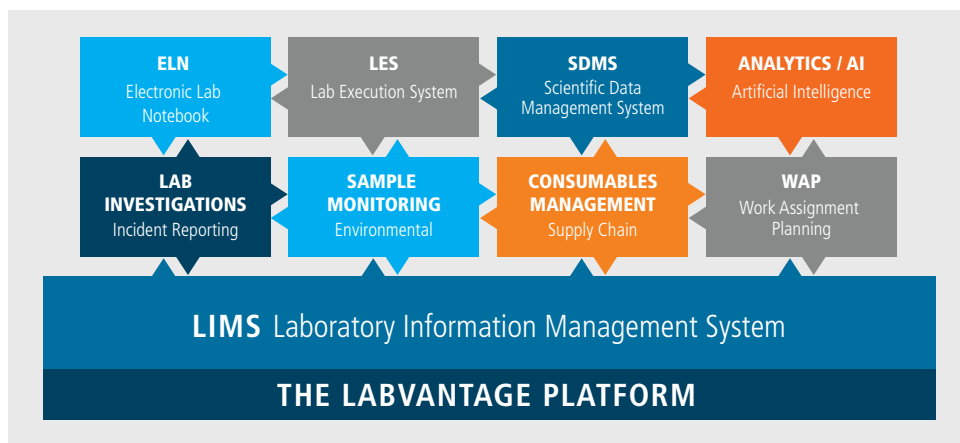 ELN
Electronic Lab
Notebook
LES
Lab Execution System
SDMS
Scientific Data
Management System
ANALYTICS / AI
Artificial Intelligence
LAB
INVESTIGATIONS
Incident Reporting
SAMPLE
MONITORING
Environmental
CONSUMABLES
MANAGEMENT
Supply Chain
WAP
Work Assignment
Planning
LIMS Laboratory Information Management System
THE LABVANTAGE PLATFORM